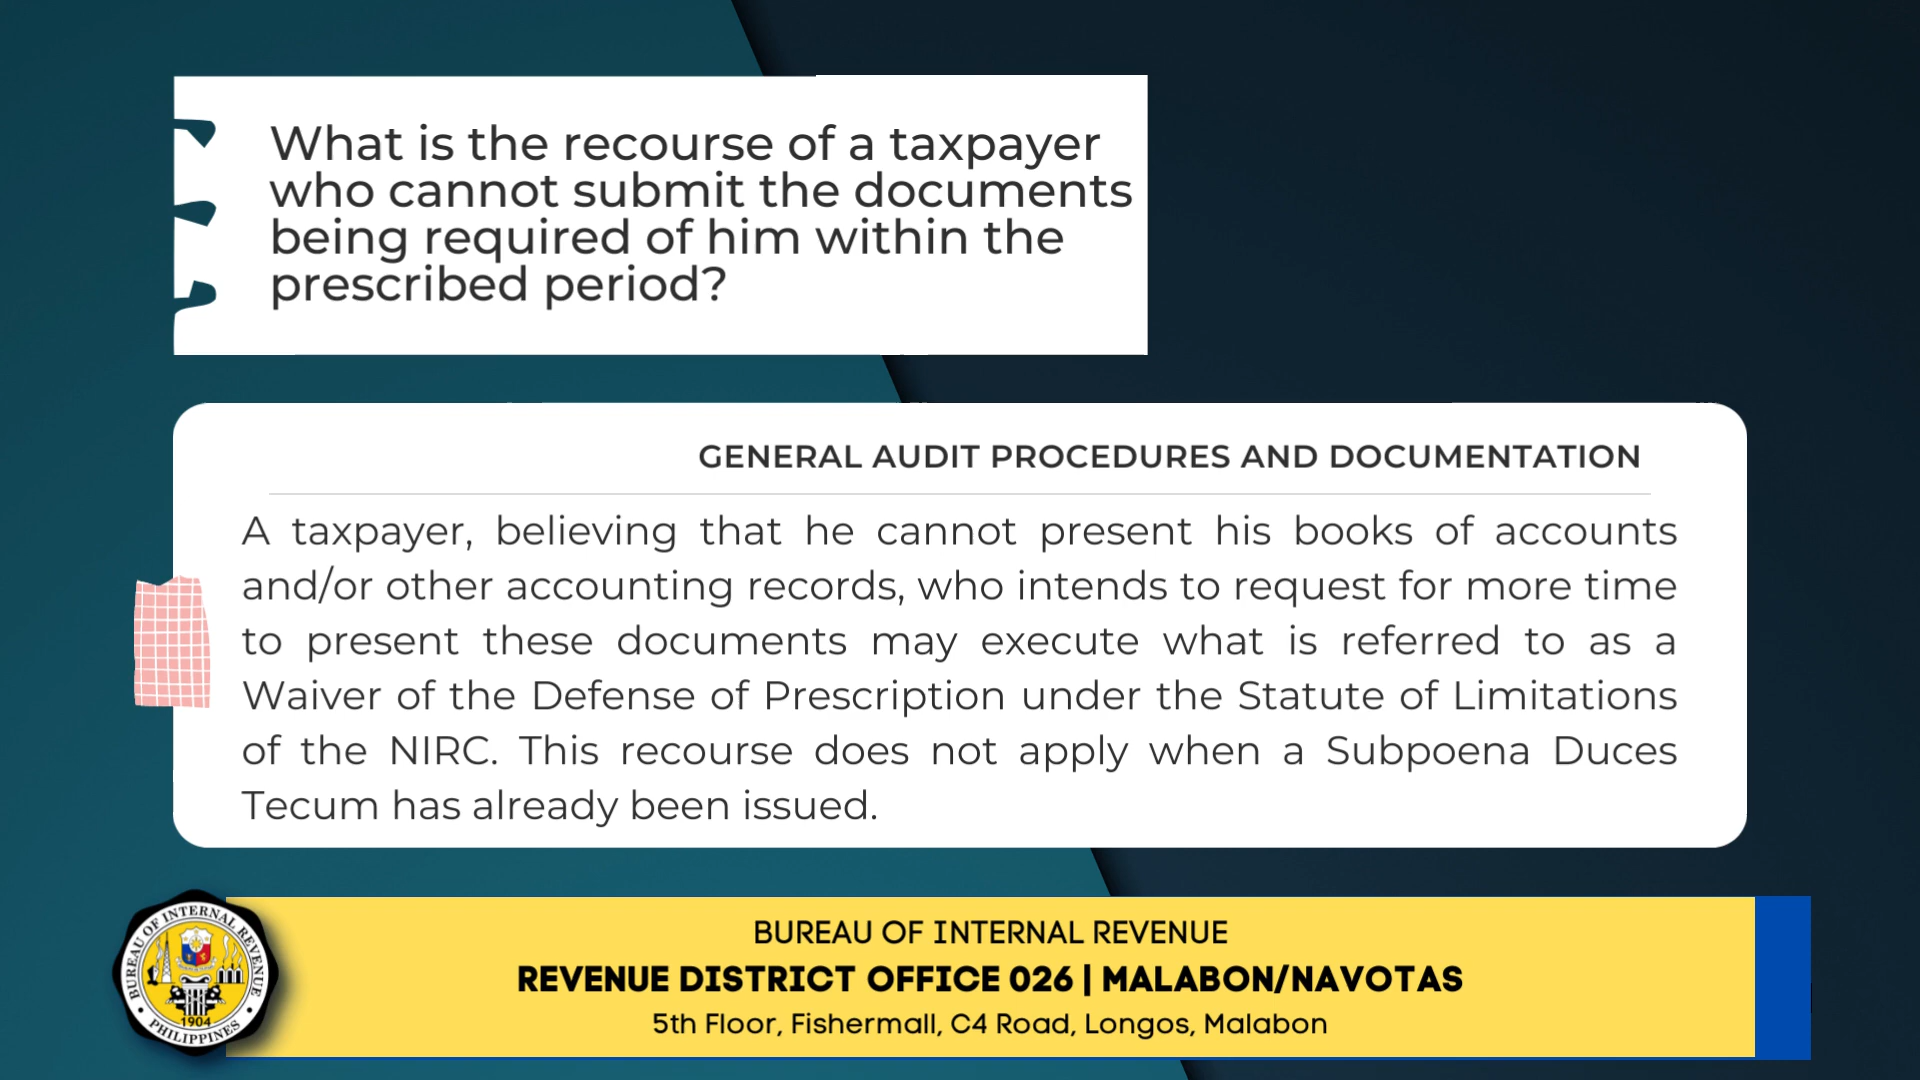 What is the recourse of a taxpayer
who cannot submit the documents
being required of him within the
prescribed period?
GENERAL AUDIT PROCEDURES AND DOCUMENTATION
A taxpayer, believing that he cannot present his books of accounts
and/or other accounting records, who intends to request for more time
to present these documents may execute what is referred to as a
Waiver of the Defense of Prescription under the Statute of Limitations
of the NIRC. This recourse does not apply when a Subpoena Duces
Tecum has already been issued.
BUREAU OF INTERNAL REVENUE
1904
PHILIPPINES
BUREAU OF INTERNAL REVENUE
REVENUE DISTRICT OFFICE 026 | MALABON/NAVOTAS
5th Floor, Fishermall, C4 Road, Longos, Malabon